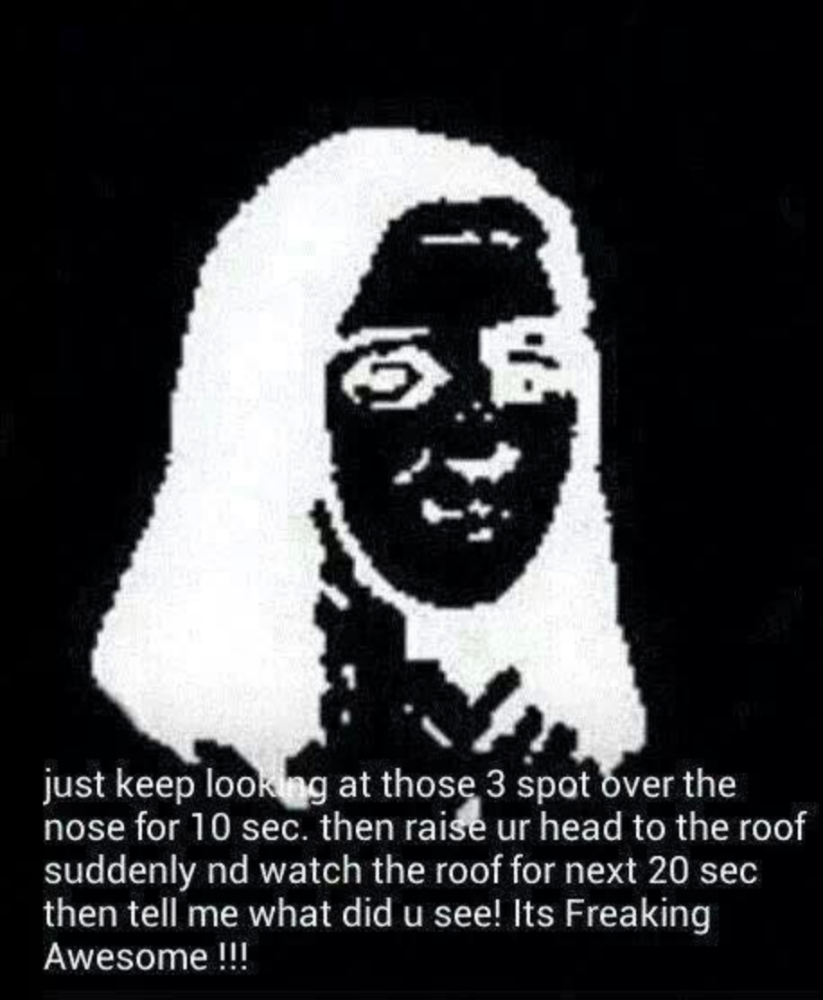 just keep looking at those 3 spot over the
nose for 10 sec. then raise ur head to the roof
suddenly nd watch the roof for next 20 sec
then tell me what did u see! Its Freaking
Awesome !!!